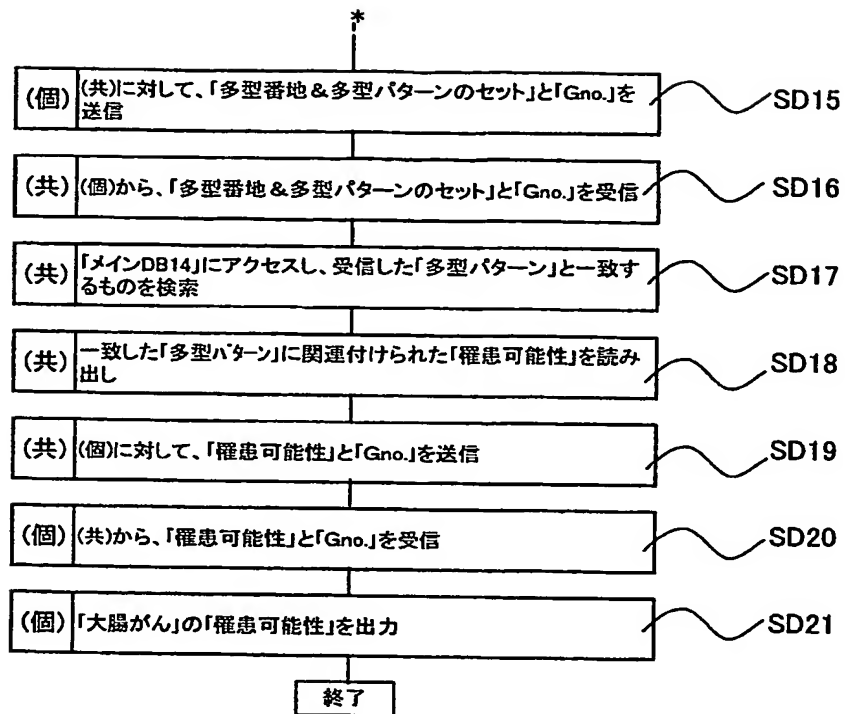 *
(個) (共)に対して、「多型番地&多型パターンのセット」と「Gno.」を
送信
SD15
(共) (個)から、「多型番地&多型パターンのセット」と「Gno.」を受信
SD16
(共) 「メインDB14」にアクセスし、受信した「多型パターン」と一致す
るものを検索
SD17
(共) 一致した「多型パターン」に関連付けられた「罹患可能性」を読み
出し
SD18
(共) (個)に対して、「罹患可能性」と「Gno.」を送信
SD19
(個) (共)から、「罹患可能性」と「Gno.」を受信
SD20
(個) 「大腸がん」の「罹患可能性」を出力
SD21
終了